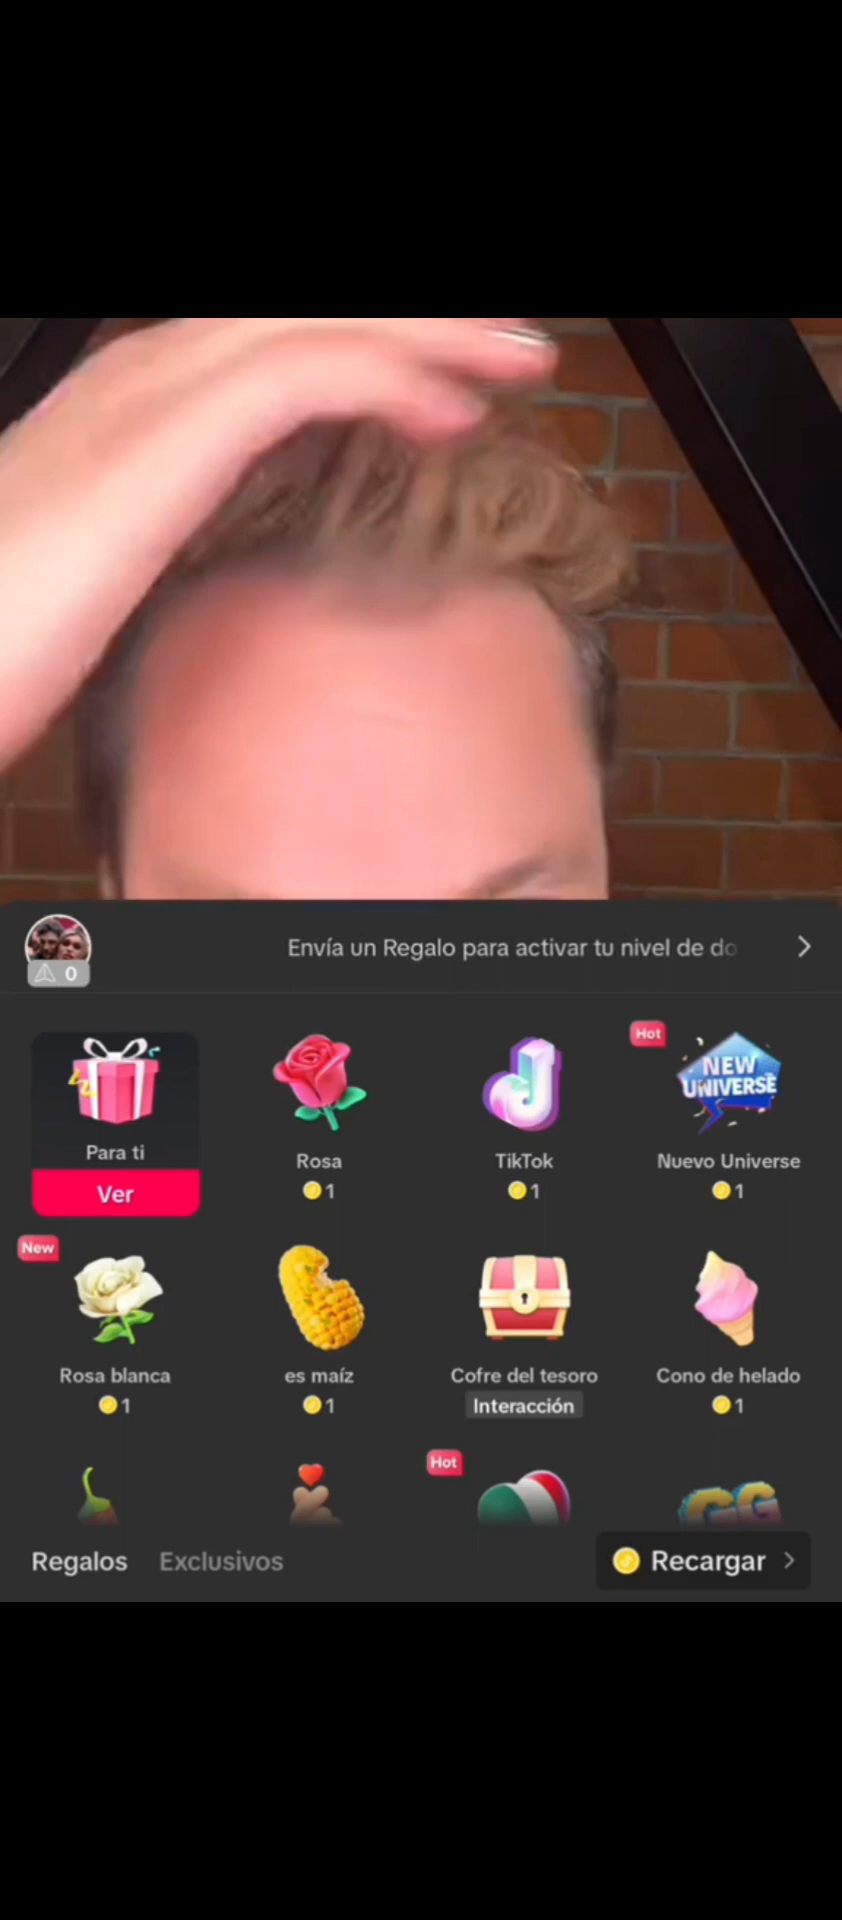 0
Envía un Regalo para activar tu nivel de do
Hot
NEW
UNIVERSE
Para ti
Ver
Rosa
1
TikTok
1
Nuevo Universe
1
New
Rosa blanca
1
es maíz
1
Cofre del tesoro
Interacción
Cono de helado
1
Hot
GG
Regalos
Exclusivos
Recargar